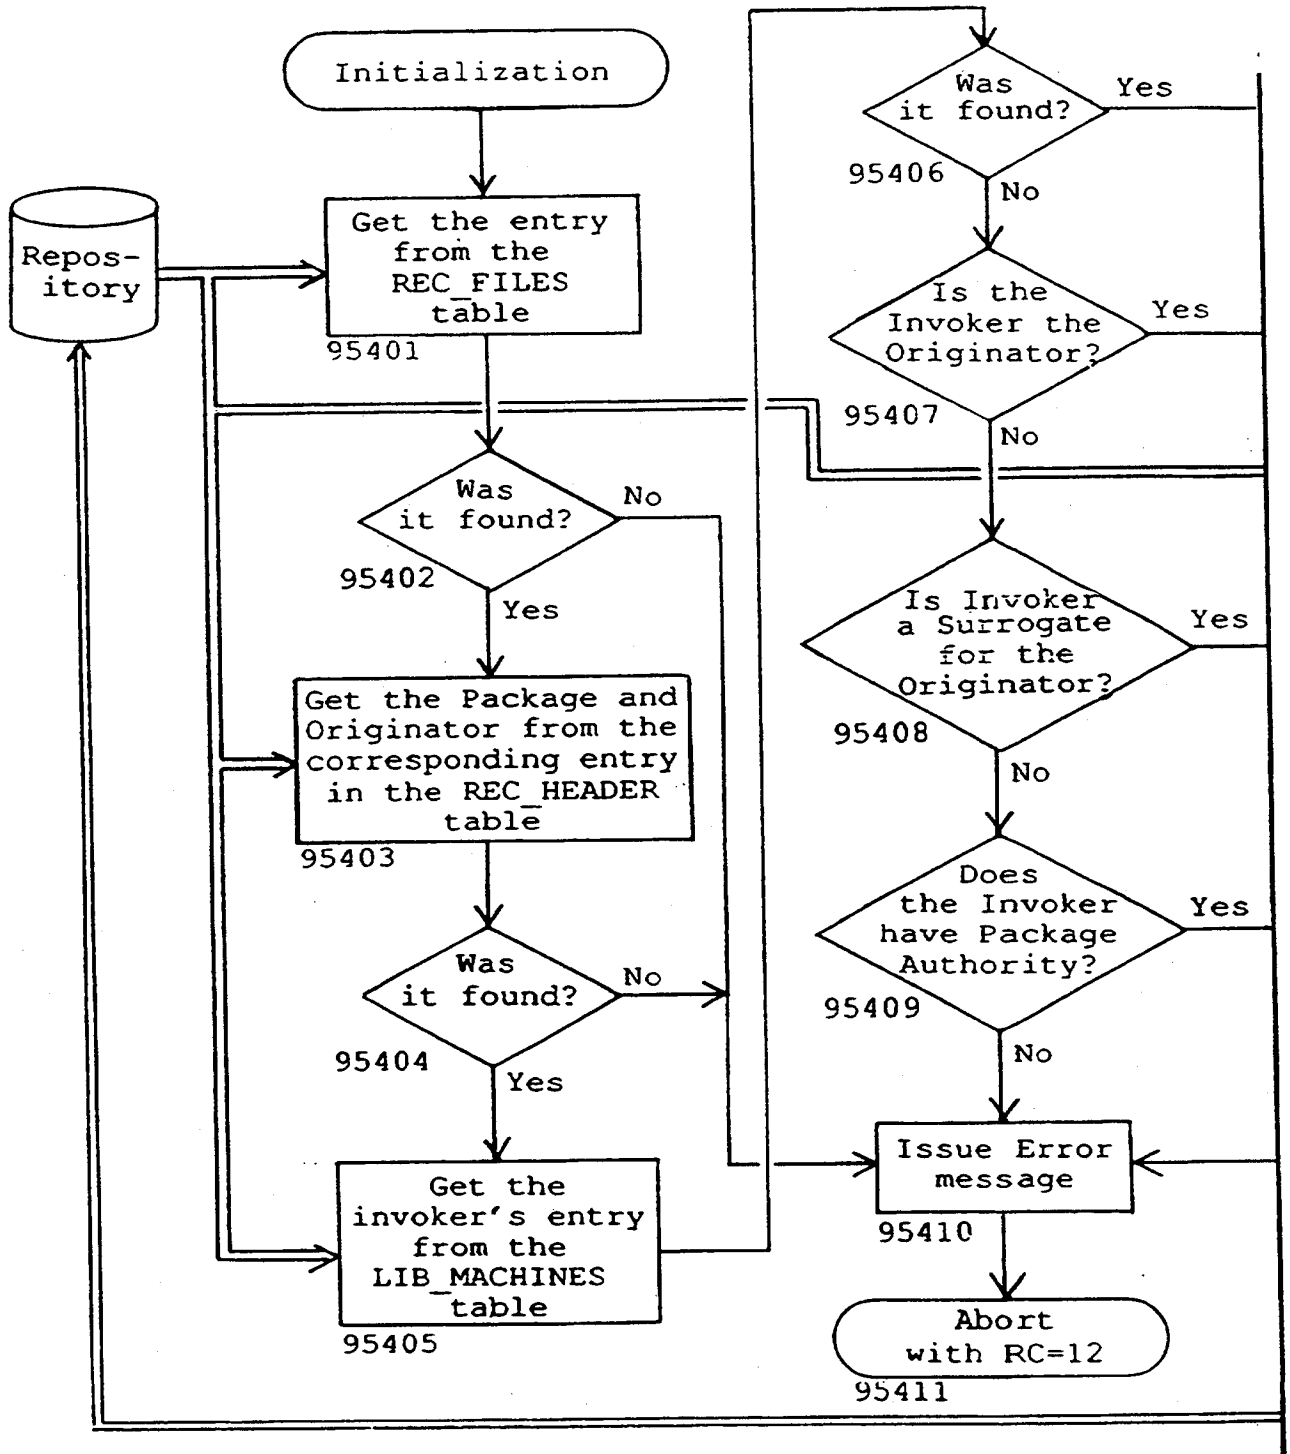 Initialization
Repos-
itory
Get the entry
from the
REC_FILES
table
95401
Was
it found?
No
95402
Yes
Get the Package and
Originator from the
corresponding entry
in the REC_HEADER
table
95403
Was
it found?
No
95404
Yes
Get the
invoker's entry
from the
LIB_MACHINES
table
95405
Was
it found?
Yes
95406
No
Is the
Invoker the
Originator?
Yes
95407
No
Is Invoker
a Surrogate
for the
Originator?
Yes
95408
No
Does
the Invoker
have Package
Authority?
Yes
95409
No
Issue Error
message
95410
Abort
with RC=12
95411